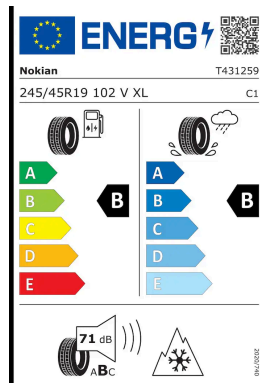 ENERG
Nokian
T431259
245/45R19 102 V XL
C1
A
B
C
D
E
B
A
B
C
D
E
B
71 dB
ABC
2020/740